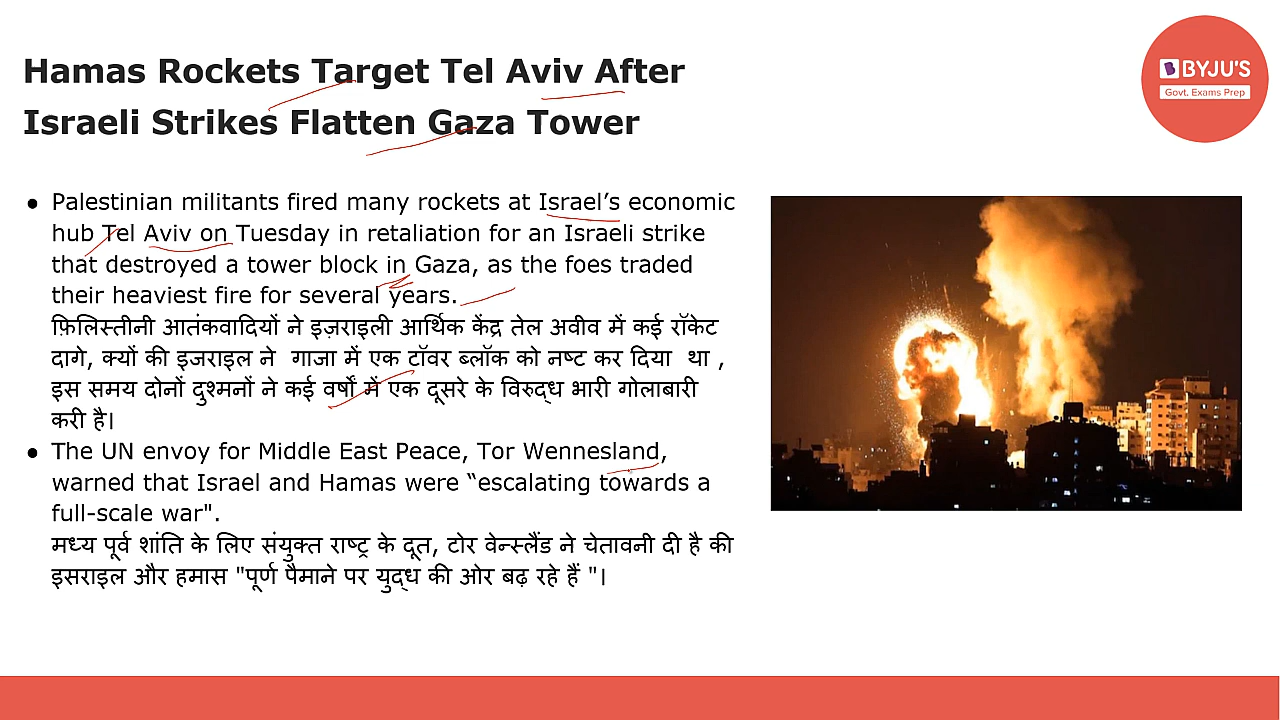 Hamas Rockets Target Tel Aviv After
Israeli Strikes Flatten Gaza Tower
BYJU'S
Govt. Exams Prep
● Palestinian militants fired many rockets at Israel’s economic
hub Tel Aviv on Tuesday in retaliation for an Israeli strike
that destroyed a tower block in Gaza, as the foes traded
their heaviest fire for several years.
फ़िलिस्तीनी आतंकवादियों ने इज़राइली आर्थिक केंद्र तेल अवीव में कई रॉकेट
दागे, क्यों की इजराइल ने गाजा में एक टॉवर ब्लॉक को नष्ट कर दिया था ,
इस समय दोनों दुश्मनों ने कई वर्षों में एक दूसरे के विरुद्ध भारी गोलाबारी
करी है।
● The UN envoy for Middle East Peace, Tor Wennesland,
warned that Israel and Hamas were “escalating towards a
full-scale war".
मध्य पूर्व शांति के लिए संयुक्त राष्ट्र के दूत, टोर वेन्स्लैंड ने चेतावनी दी है की
इसराइल और हमास "पूर्ण पैमाने पर युद्ध की ओर बढ़ रहे हैं "।